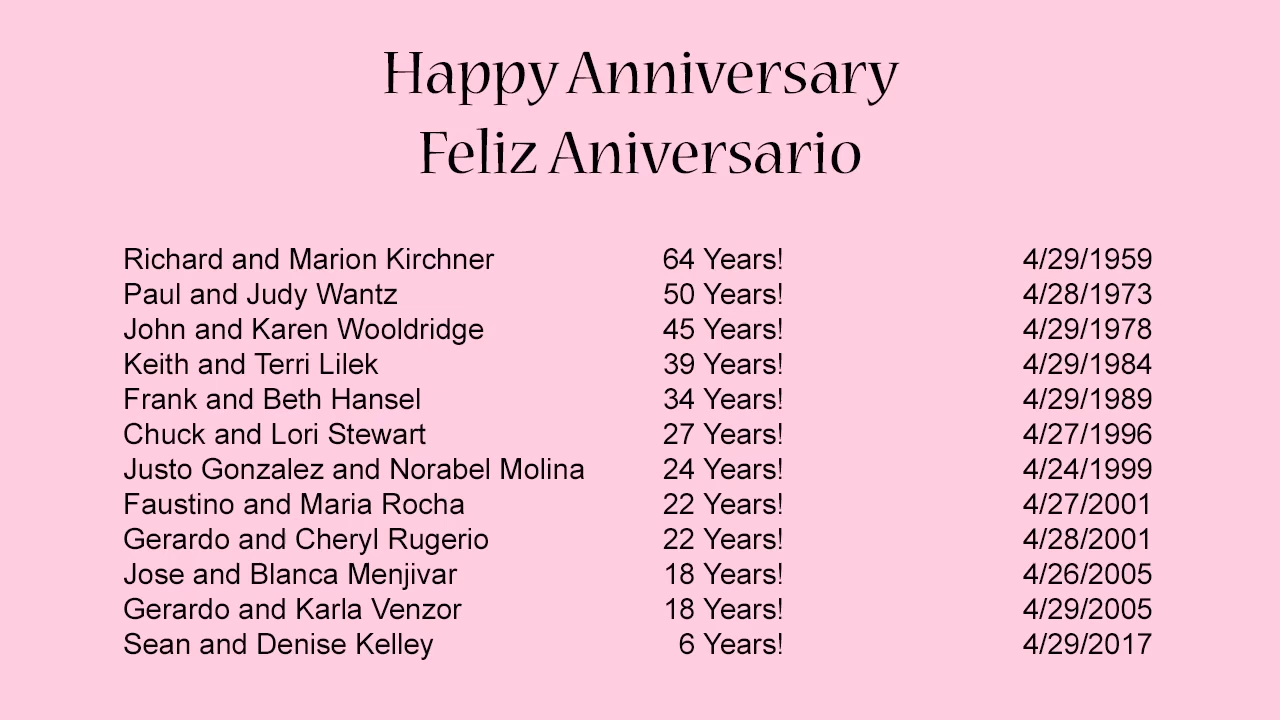 Happy Anniversary
Feliz Aniversario
Richard and Marion Kirchner 64 Years! 4/29/1959
Paul and Judy Wantz 50 Years! 4/28/1973
John and Karen Wooldridge 45 Years! 4/29/1978
Keith and Terri Lilek 39 Years! 4/29/1984
Frank and Beth Hansel 34 Years! 4/29/1989
Chuck and Lori Stewart 27 Years! 4/27/1996
Justo Gonzalez and Norabel Molina 24 Years! 4/24/1999
Faustino and Maria Rocha 22 Years! 4/27/2001
Gerardo and Cheryl Rugerio 22 Years! 4/28/2001
Jose and Blanca Menjivar 18 Years! 4/26/2005
Gerardo and Karla Venzor 18 Years! 4/29/2005
Sean and Denise Kelley 6 Years! 4/29/2017